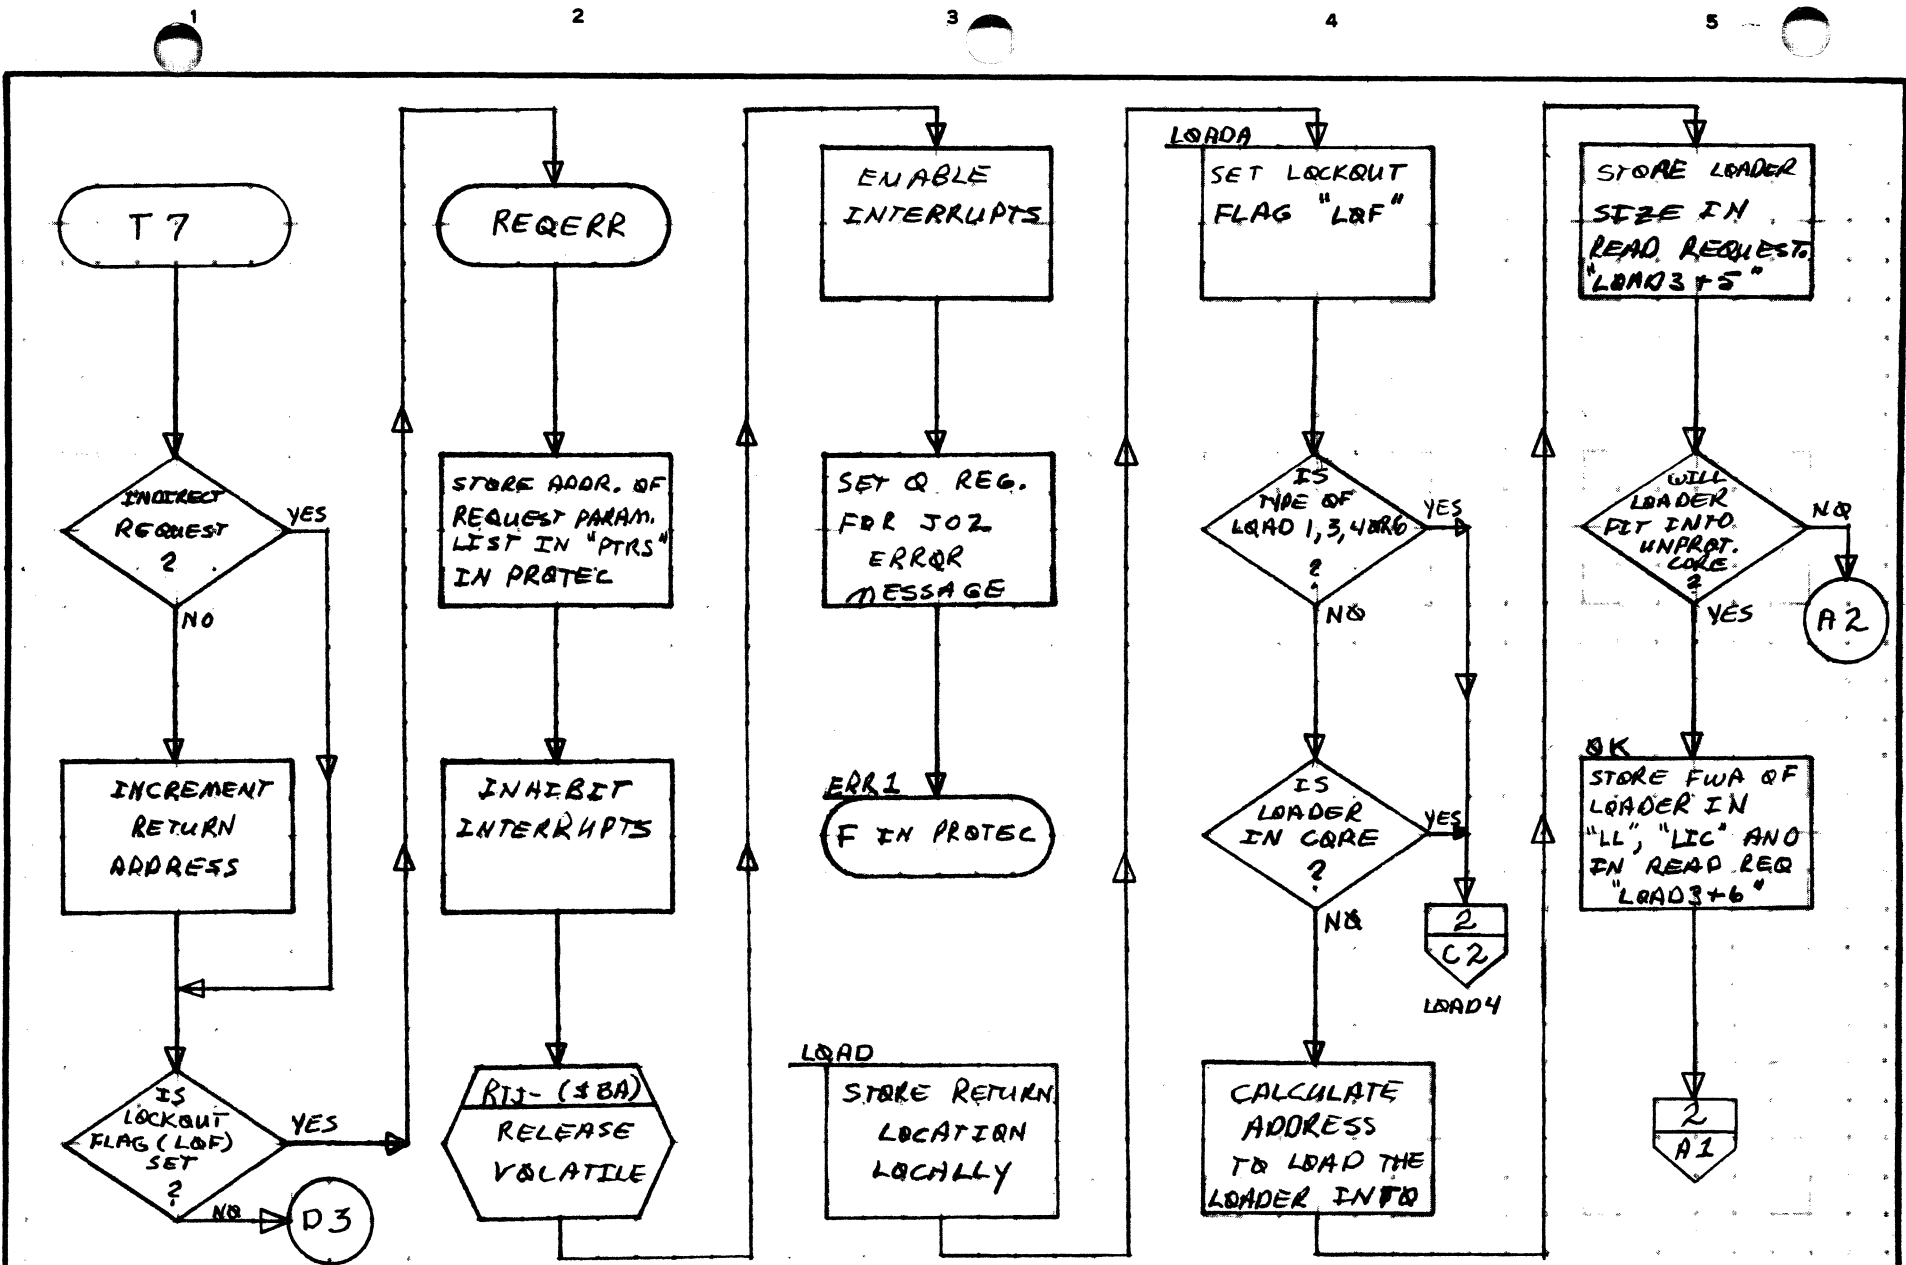 1
2
3
4
5
T7
INDIRECT
REQUEST
?
YES
NO
INCREMENT
RETURN
ADDRESS
IS
LOCKOUT
FLAG (LOF)
SET
?
YES
NO
D3
REQERR
STORE ADDR. OF
REQUEST PARAM.
LIST IN "PTRS"
IN PROTEC
INHIBIT
INTERRUPTS
RTJ- ($BA)
RELEASE
VOLATILE
ENABLE
INTERRUPTS
SET Q REG.
FOR J02
ERROR
MESSAGE
ERR1
F IN PROTEC
LOAD
STORE RETURN
LOCATION
LOCALLY
LOADA
SET LOCKOUT
FLAG "LOF"
IS
TYPE OF
LOAD 1,3,4OR6
?
YES
NO
IS
LOADER
IN CORE
?
YES
NO
2
C2
LOAD4
CALCULATE
ADDRESS
TO LOAD THE
LOADER INTO
STORE LOADER
SIZE IN
READ REQUEST.
"LOAD3+5"
WILL
LOADER
FIT INTO
UNPROT.
CORE
?
NO
A2
YES
OK
STORE FWA OF
LOADER IN
"LL", "LIC" AND
IN READ REQ
"LOAD3+6"
2
A1